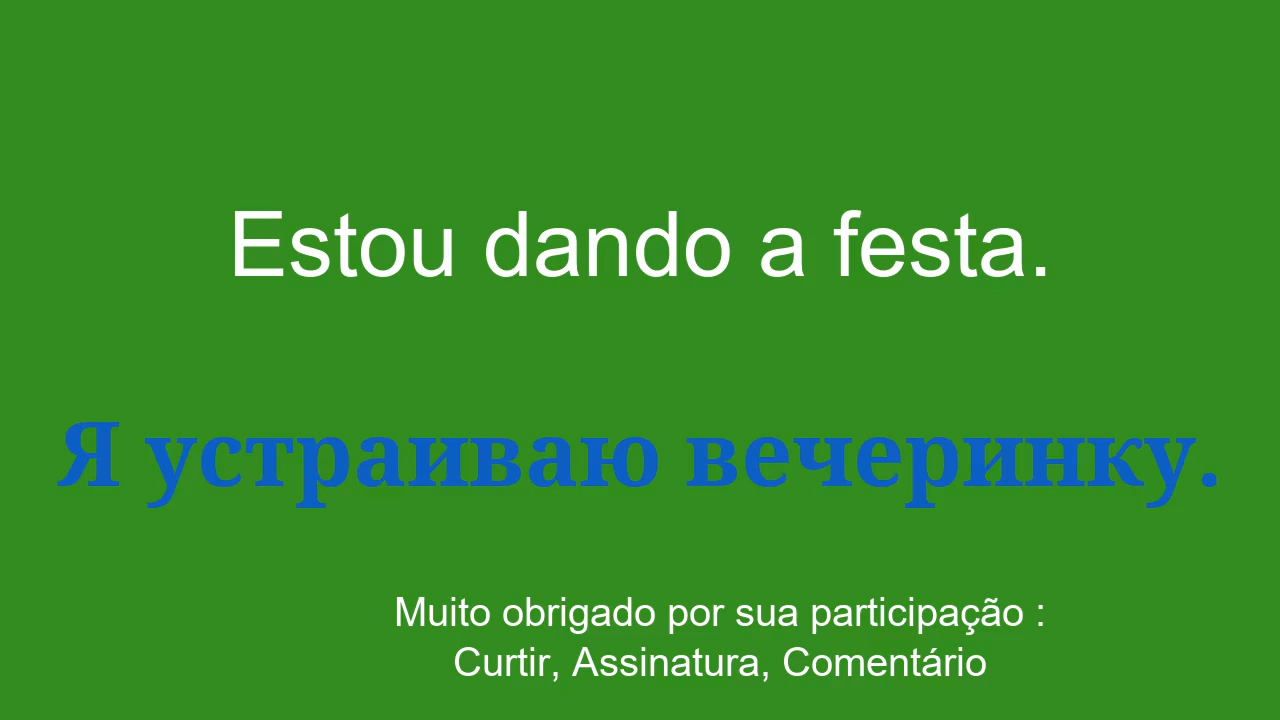 Estou dando a festa.
Я устраиваю вечеринку.
Muito obrigado por sua participação :
Curtir, Assinatura, Comentário